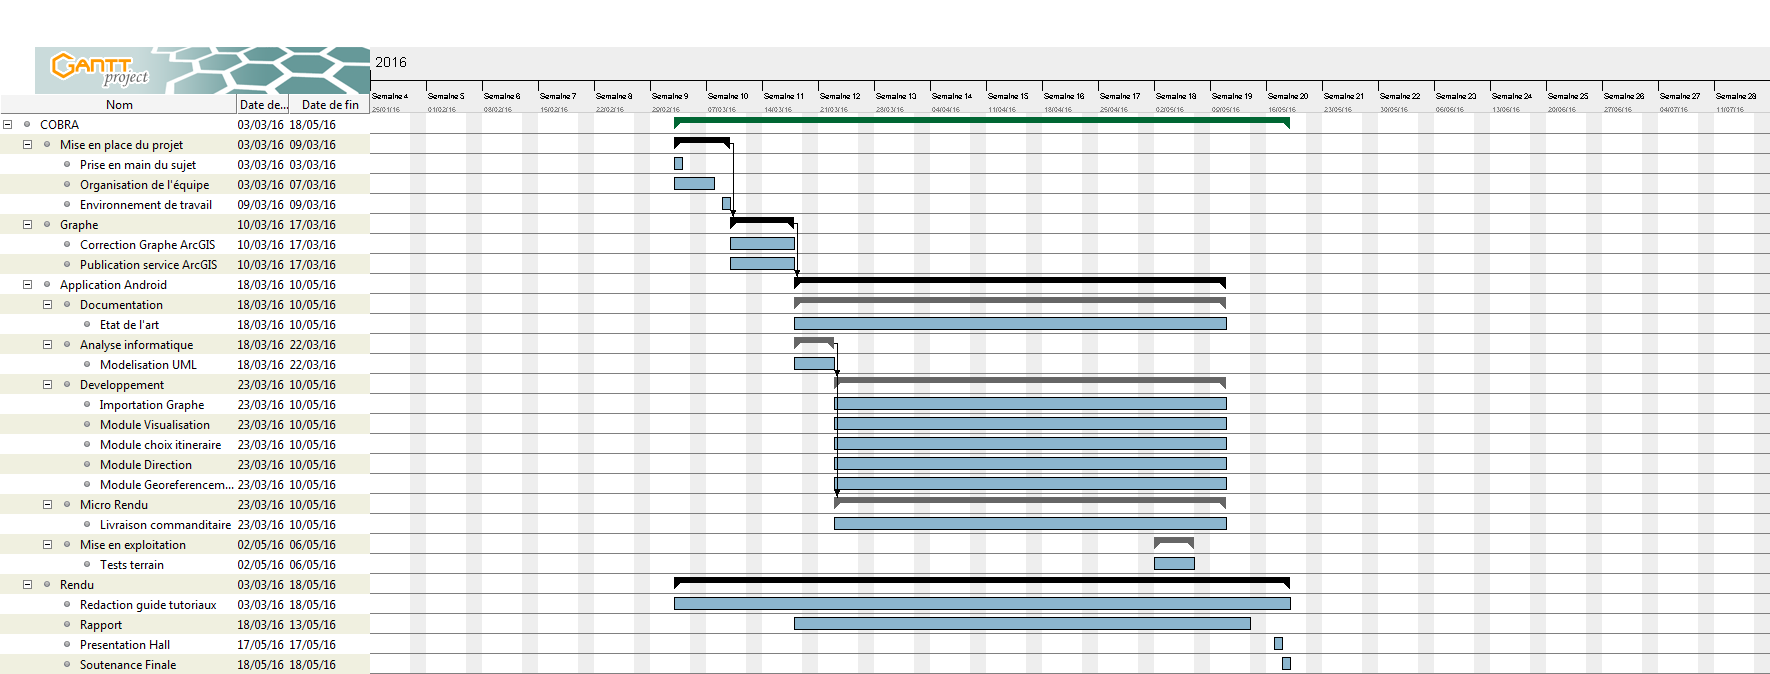 GANTT
project
2016
Semaine 4 Semaine 5 Semaine 6 Semaine 7 Semaine 8 Semaine 9 Semaine 10 Semaine 11 Semaine 12 Semaine 13 Semaine 14 Semaine 15 Semaine 16 Semaine 17 Semaine 18 Semaine 19 Semaine 20 Semaine 21 Semaine 22 Semaine 23 Semaine 24 Semaine 25 Semaine 26 Semaine 27 Semaine 28
25/01/16 01/02/16 08/02/16 15/02/16 22/02/16 29/02/16 07/03/16 14/03/16 21/03/16 28/03/16 04/04/16 11/04/16 18/04/16 25/04/16 02/05/16 09/05/16 16/05/16 23/05/16 30/05/16 06/06/16 13/06/16 20/06/16 27/06/16 04/07/16 11/07/16
Nom Date de... Date de fin
COBRA 03/03/16 18/05/16
Mise en place du projet 03/03/16 09/03/16
Prise en main du sujet 03/03/16 03/03/16
Organisation de l'équipe 03/03/16 07/03/16
Environnement de travail 09/03/16 09/03/16
Graphe 10/03/16 17/03/16
Correction Graphe ArcGIS 10/03/16 17/03/16
Publication service ArcGIS 10/03/16 17/03/16
Application Android 18/03/16 10/05/16
Documentation 18/03/16 10/05/16
Etat de l'art 18/03/16 10/05/16
Analyse informatique 18/03/16 22/03/16
Modelisation UML 18/03/16 22/03/16
Developpement 23/03/16 10/05/16
Importation Graphe 23/03/16 10/05/16
Module Visualisation 23/03/16 10/05/16
Module choix itineraire 23/03/16 10/05/16
Module Direction 23/03/16 10/05/16
Module Georeferencem... 23/03/16 10/05/16
Micro Rendu 23/03/16 10/05/16
Livraison commanditaire 23/03/16 10/05/16
Mise en exploitation 02/05/16 06/05/16
Tests terrain 02/05/16 06/05/16
Rendu 03/03/16 18/05/16
Redaction guide tutoriaux 03/03/16 18/05/16
Rapport 18/03/16 13/05/16
Presentation Hall 17/05/16 17/05/16
Soutenance Finale 18/05/16 18/05/16